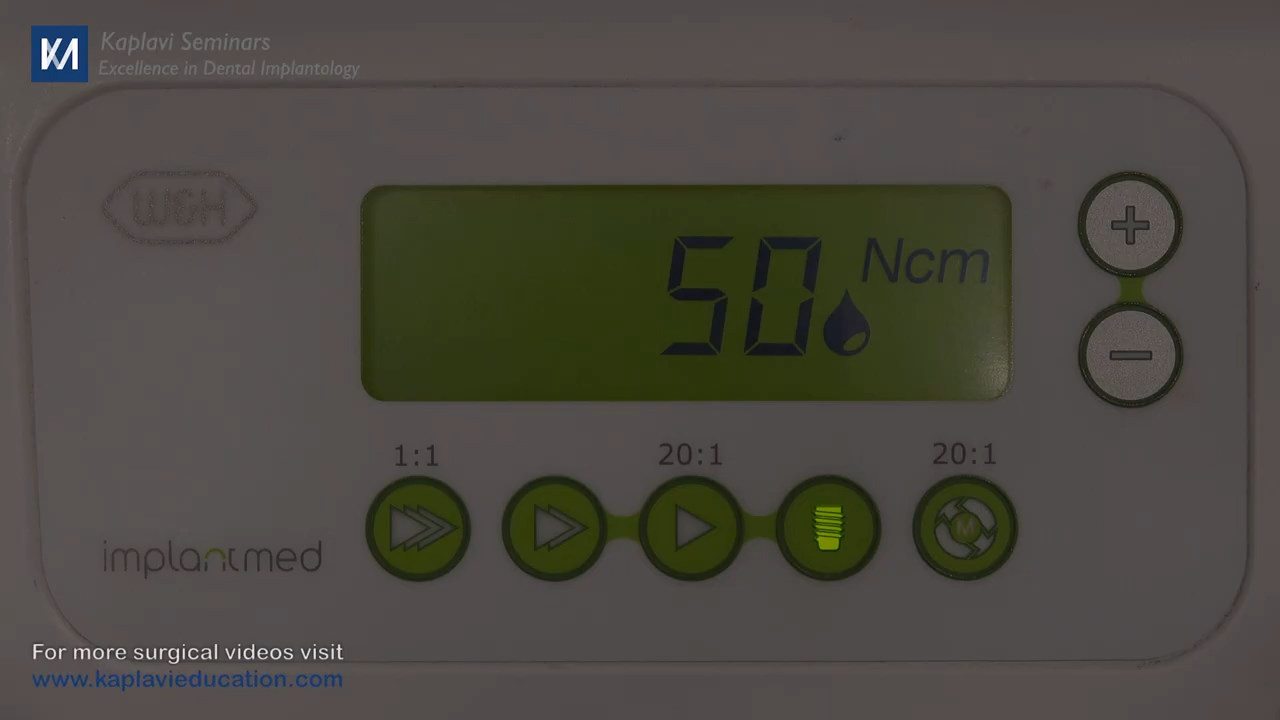 KM Kaplavi Seminars
Excellence in Dental Implantology
W&H
50 Ncm
1:1 20:1 20:1
M
implantmed
For more surgical videos visit
www.kaplavieducation.com